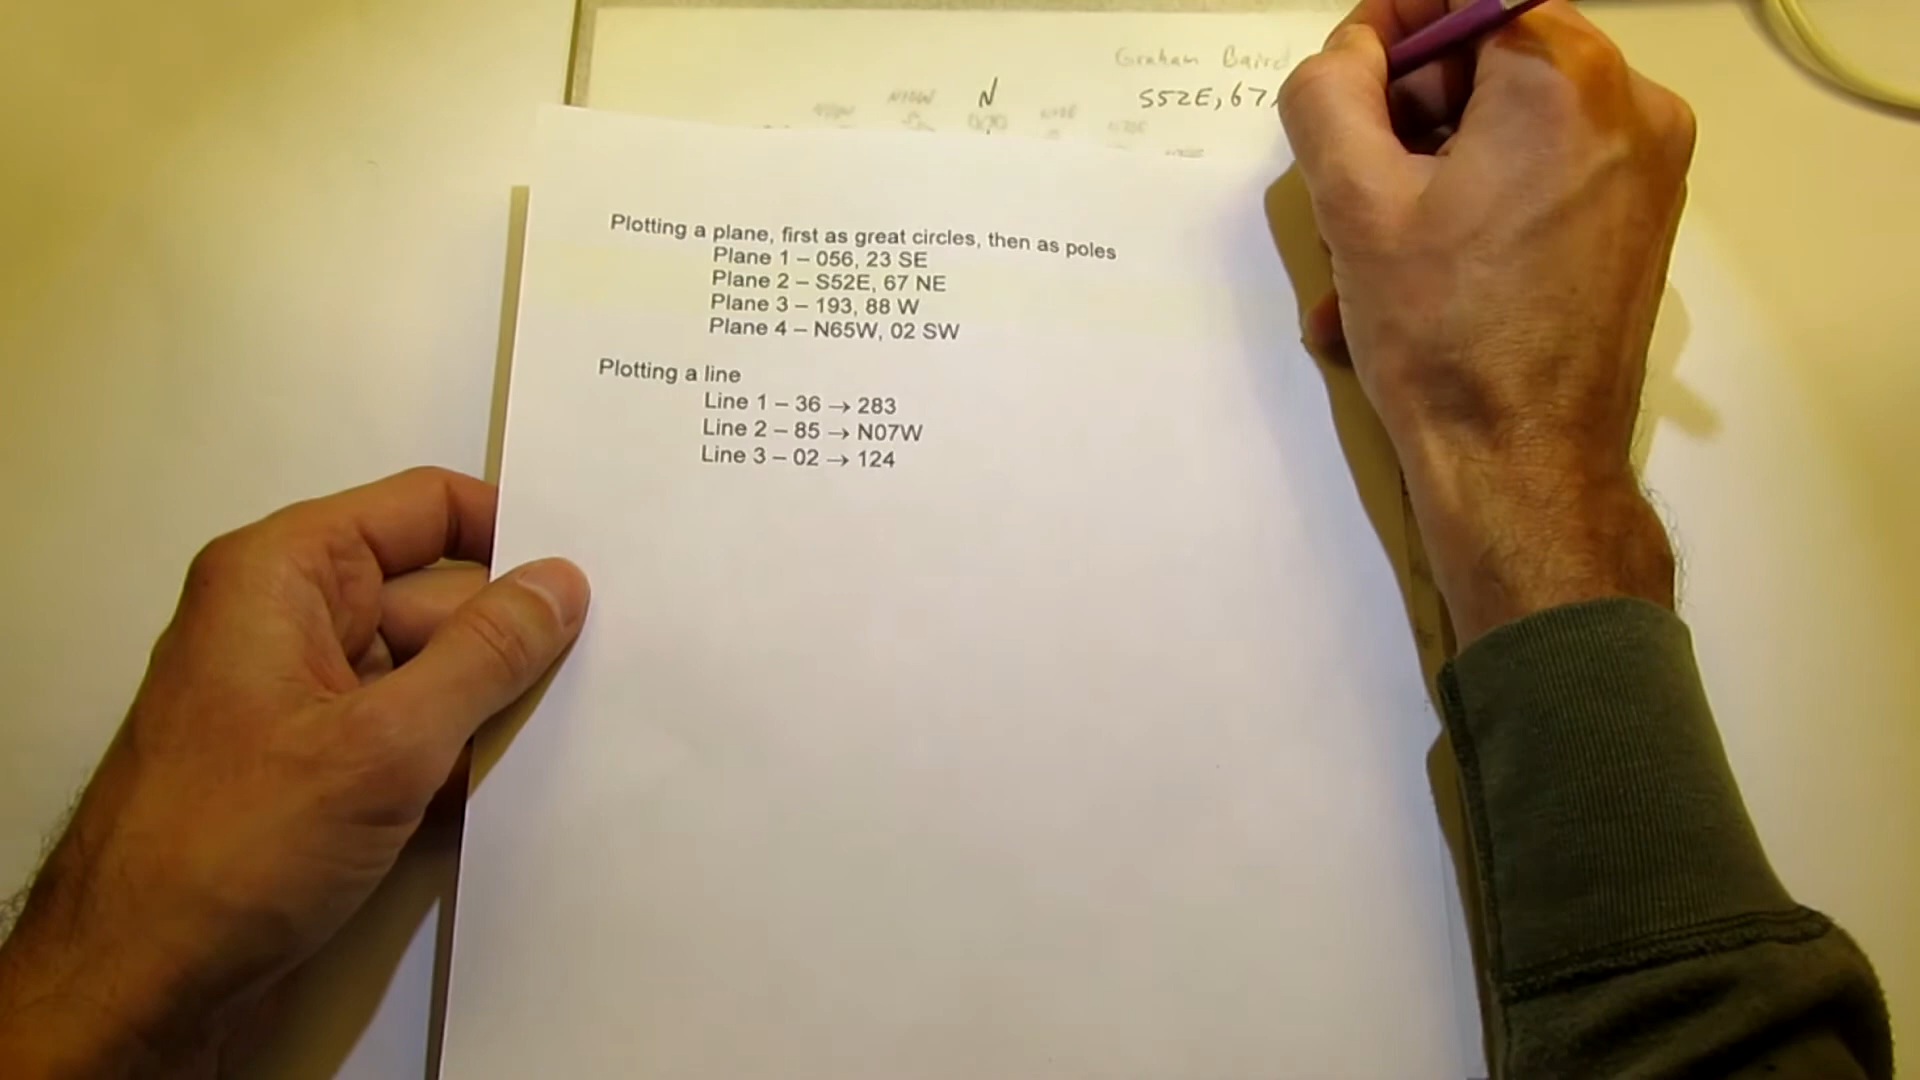 Graham Baird
S52E, 67
N
Plotting a plane, first as great circles, then as poles
Plane 1 – 056, 23 SE
Plane 2 – S52E, 67 NE
Plane 3 – 193, 88 W
Plane 4 – N65W, 02 SW
Plotting a line
Line 1 – 36 → 283
Line 2 – 85 → N07W
Line 3 – 02 → 124